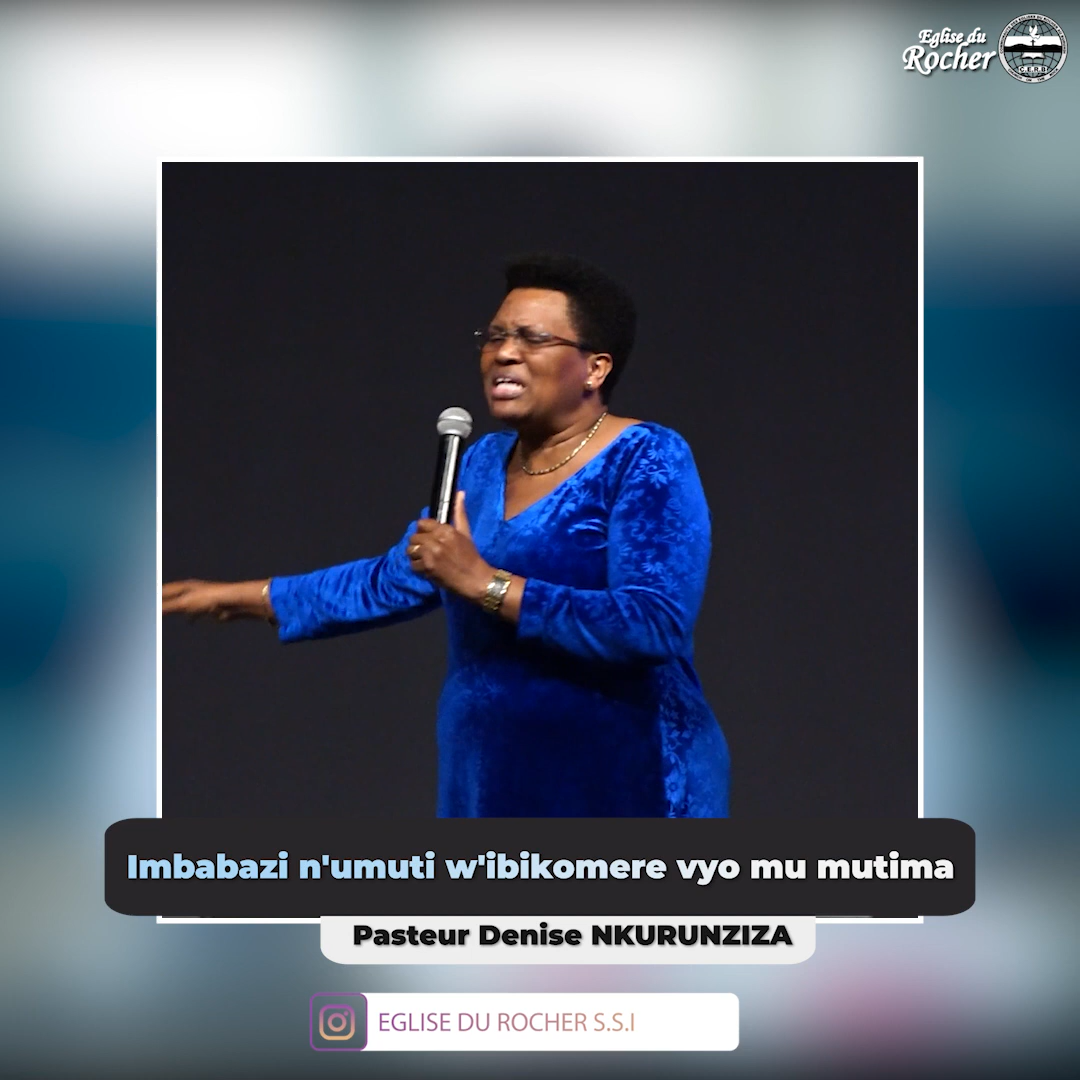 Eglise du
Rocher
C.E.R.B
Imbabazi n'umuti w'ibikomere vyo mu mutima
Pasteur Denise NKURUNZIZA
EGLISE DU ROCHER S.S.I